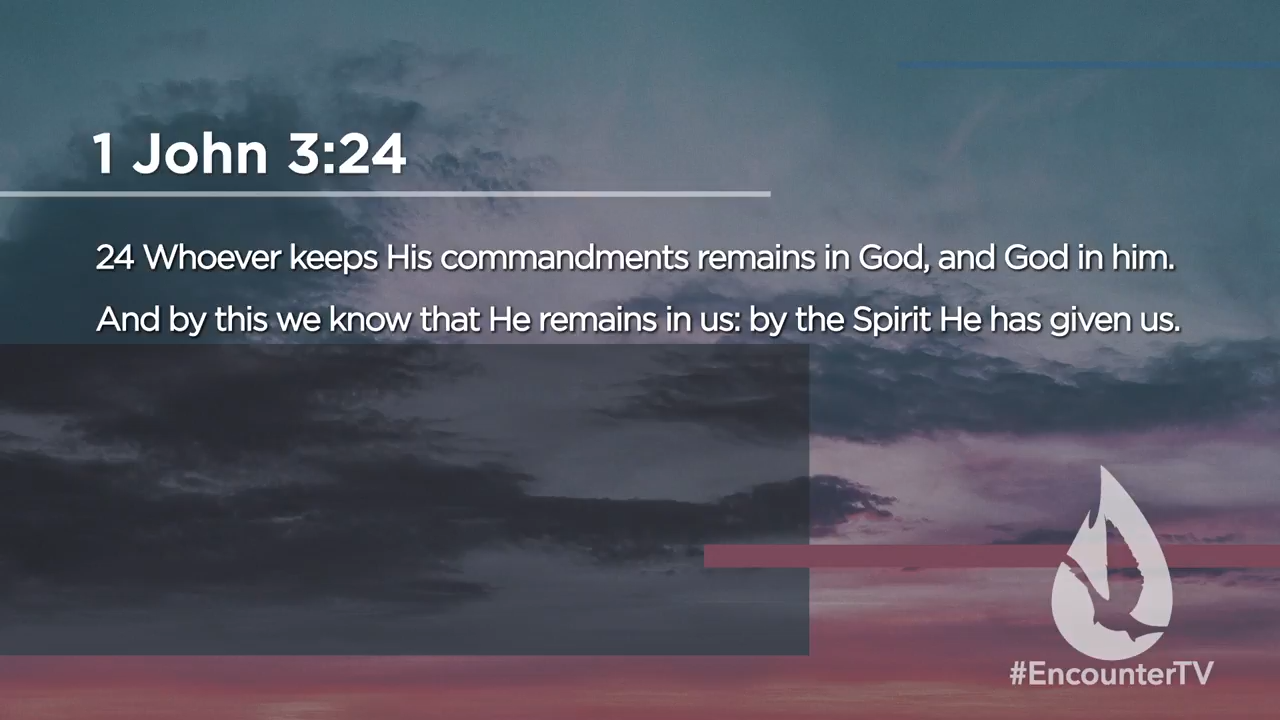 1 John 3:24
24 Whoever keeps His commandments remains in God, and God in him.
And by this we know that He remains in us: by the Spirit He has given us.
#EncounterTV